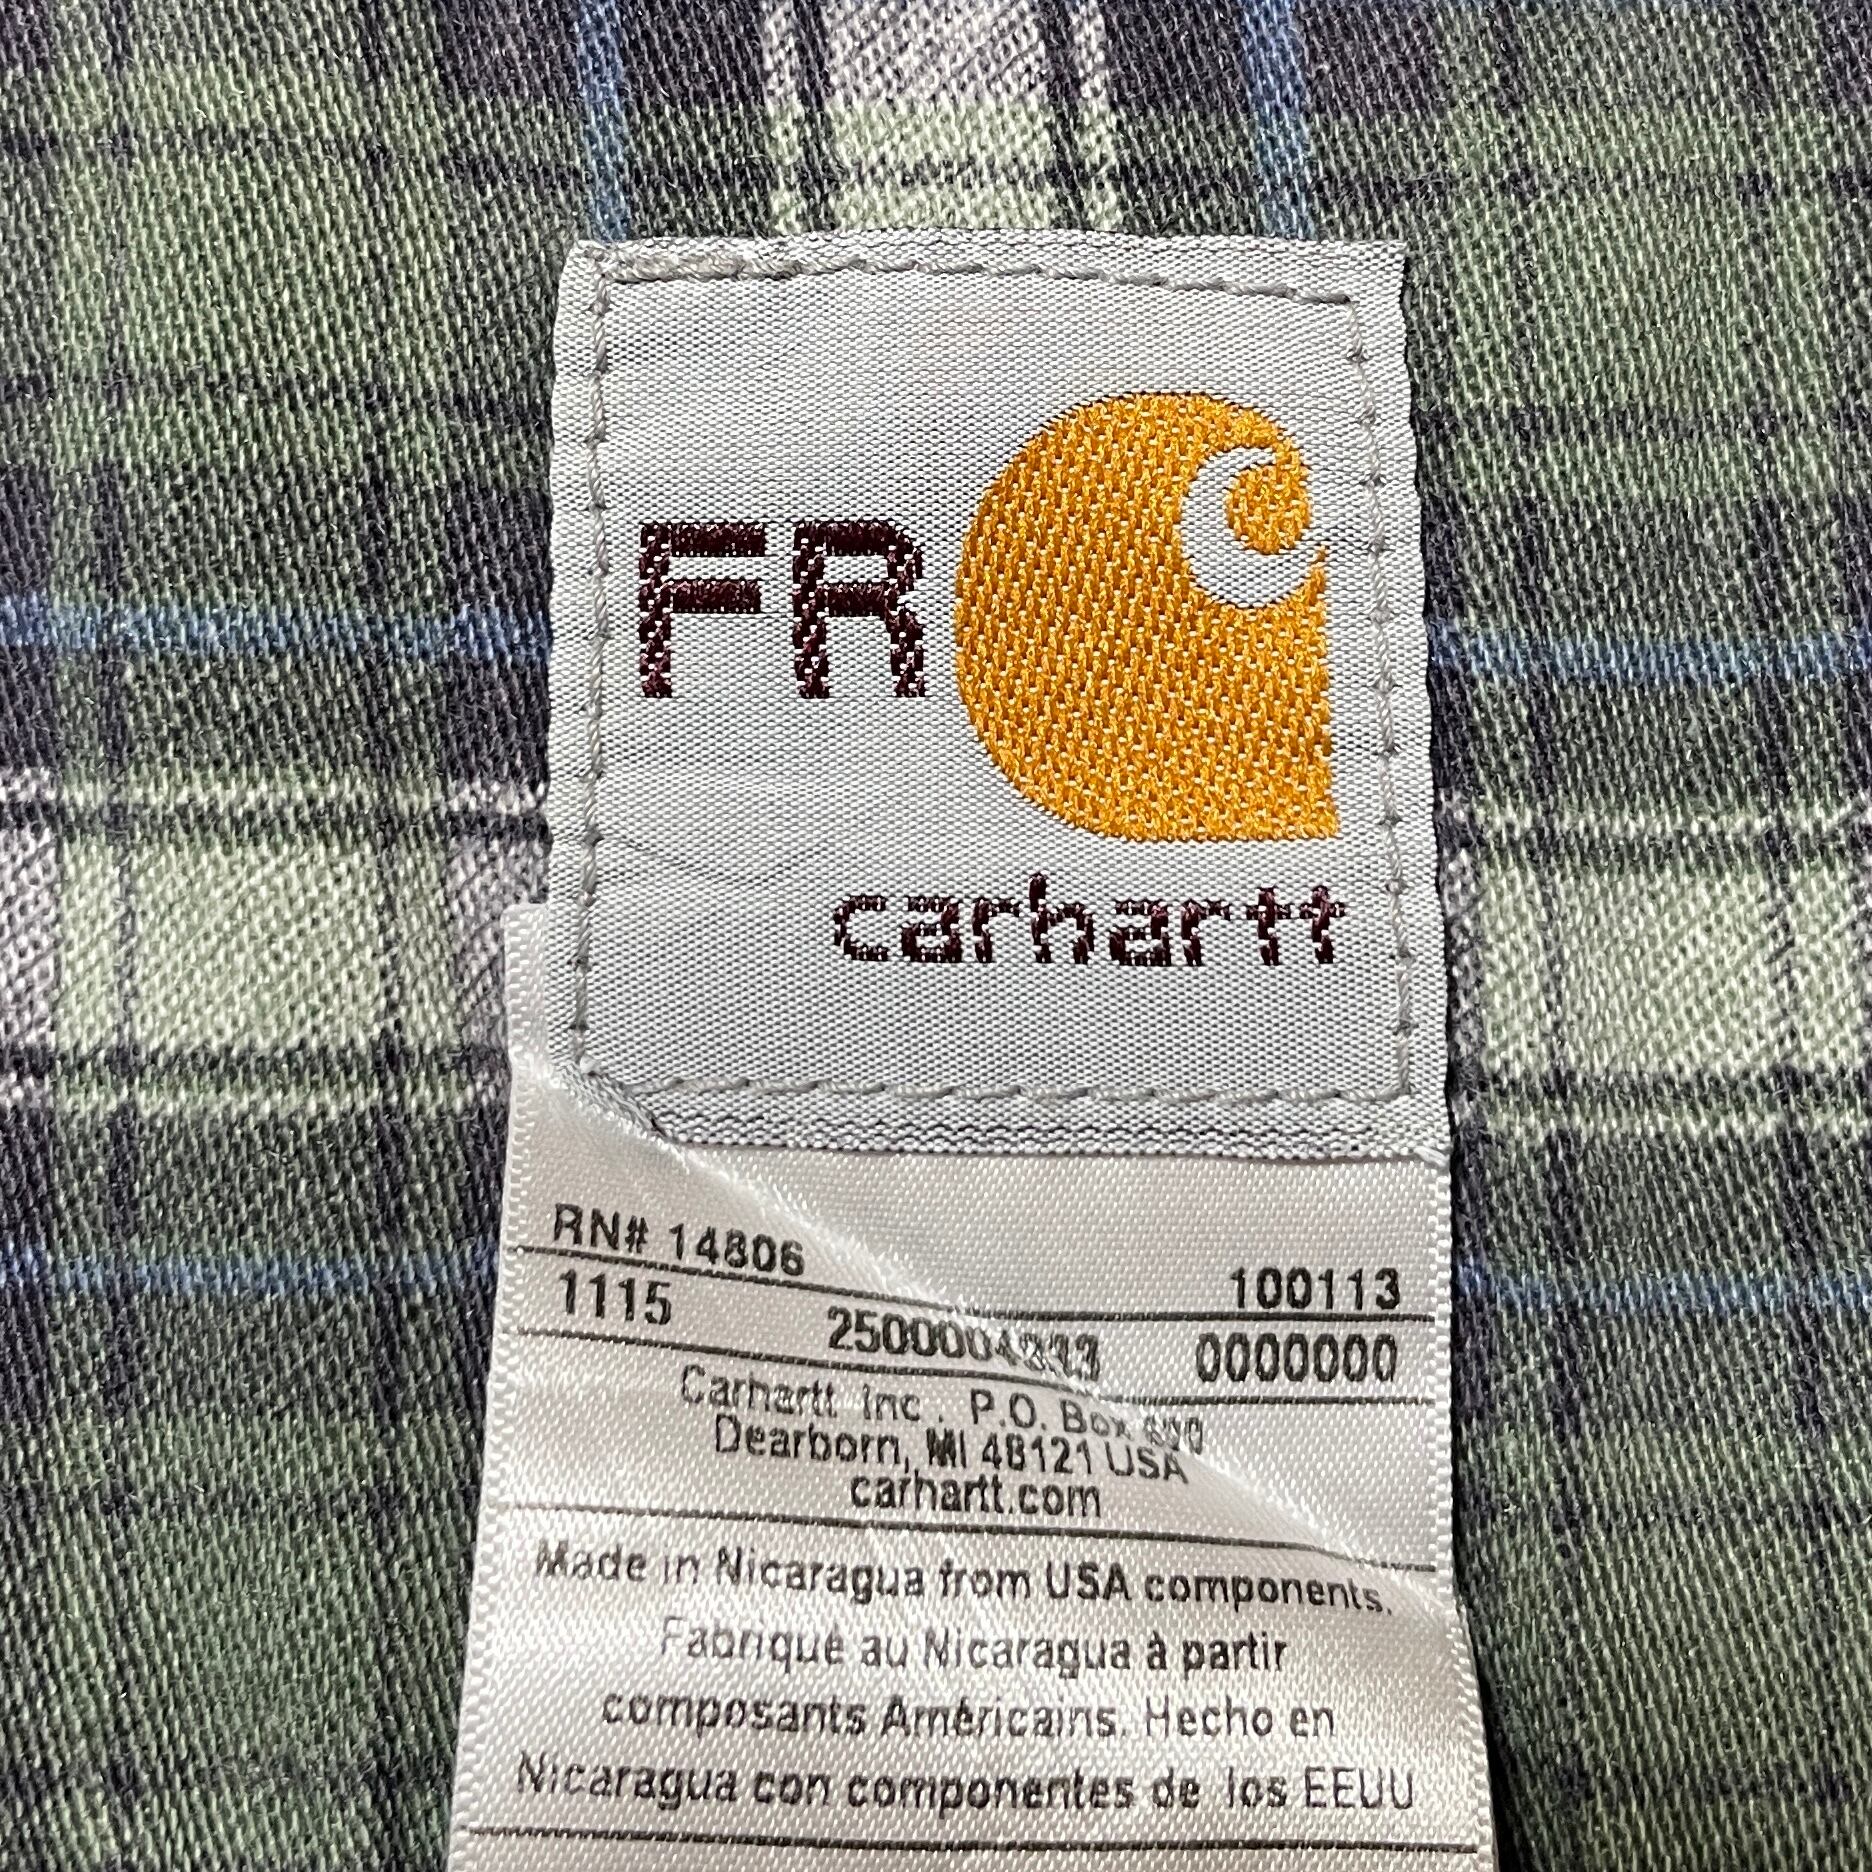 FR
carhartt
RN# 14806
100113
1115 0000000
Carhartt, Inc., P.O. Box
Dearborn, MI 48121 USA
carhartt.com
Made in Nicaragua from USA components.
Fabriqué au Nicaragua à partir
composants Américains. Hecho en
Nicaragua con componentes de los EEUU